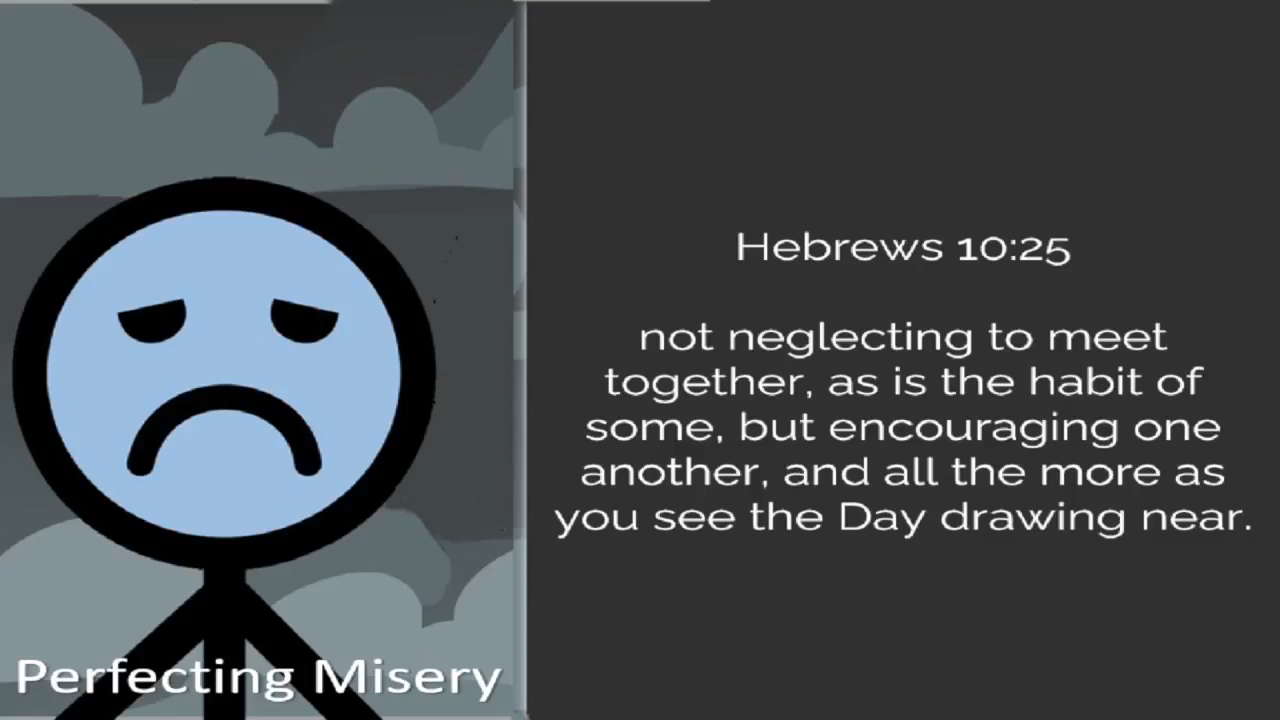 Perfecting Misery
Hebrews 10:25
not neglecting to meet
together, as is the habit of
some, but encouraging one
another, and all the more as
you see the Day drawing near.